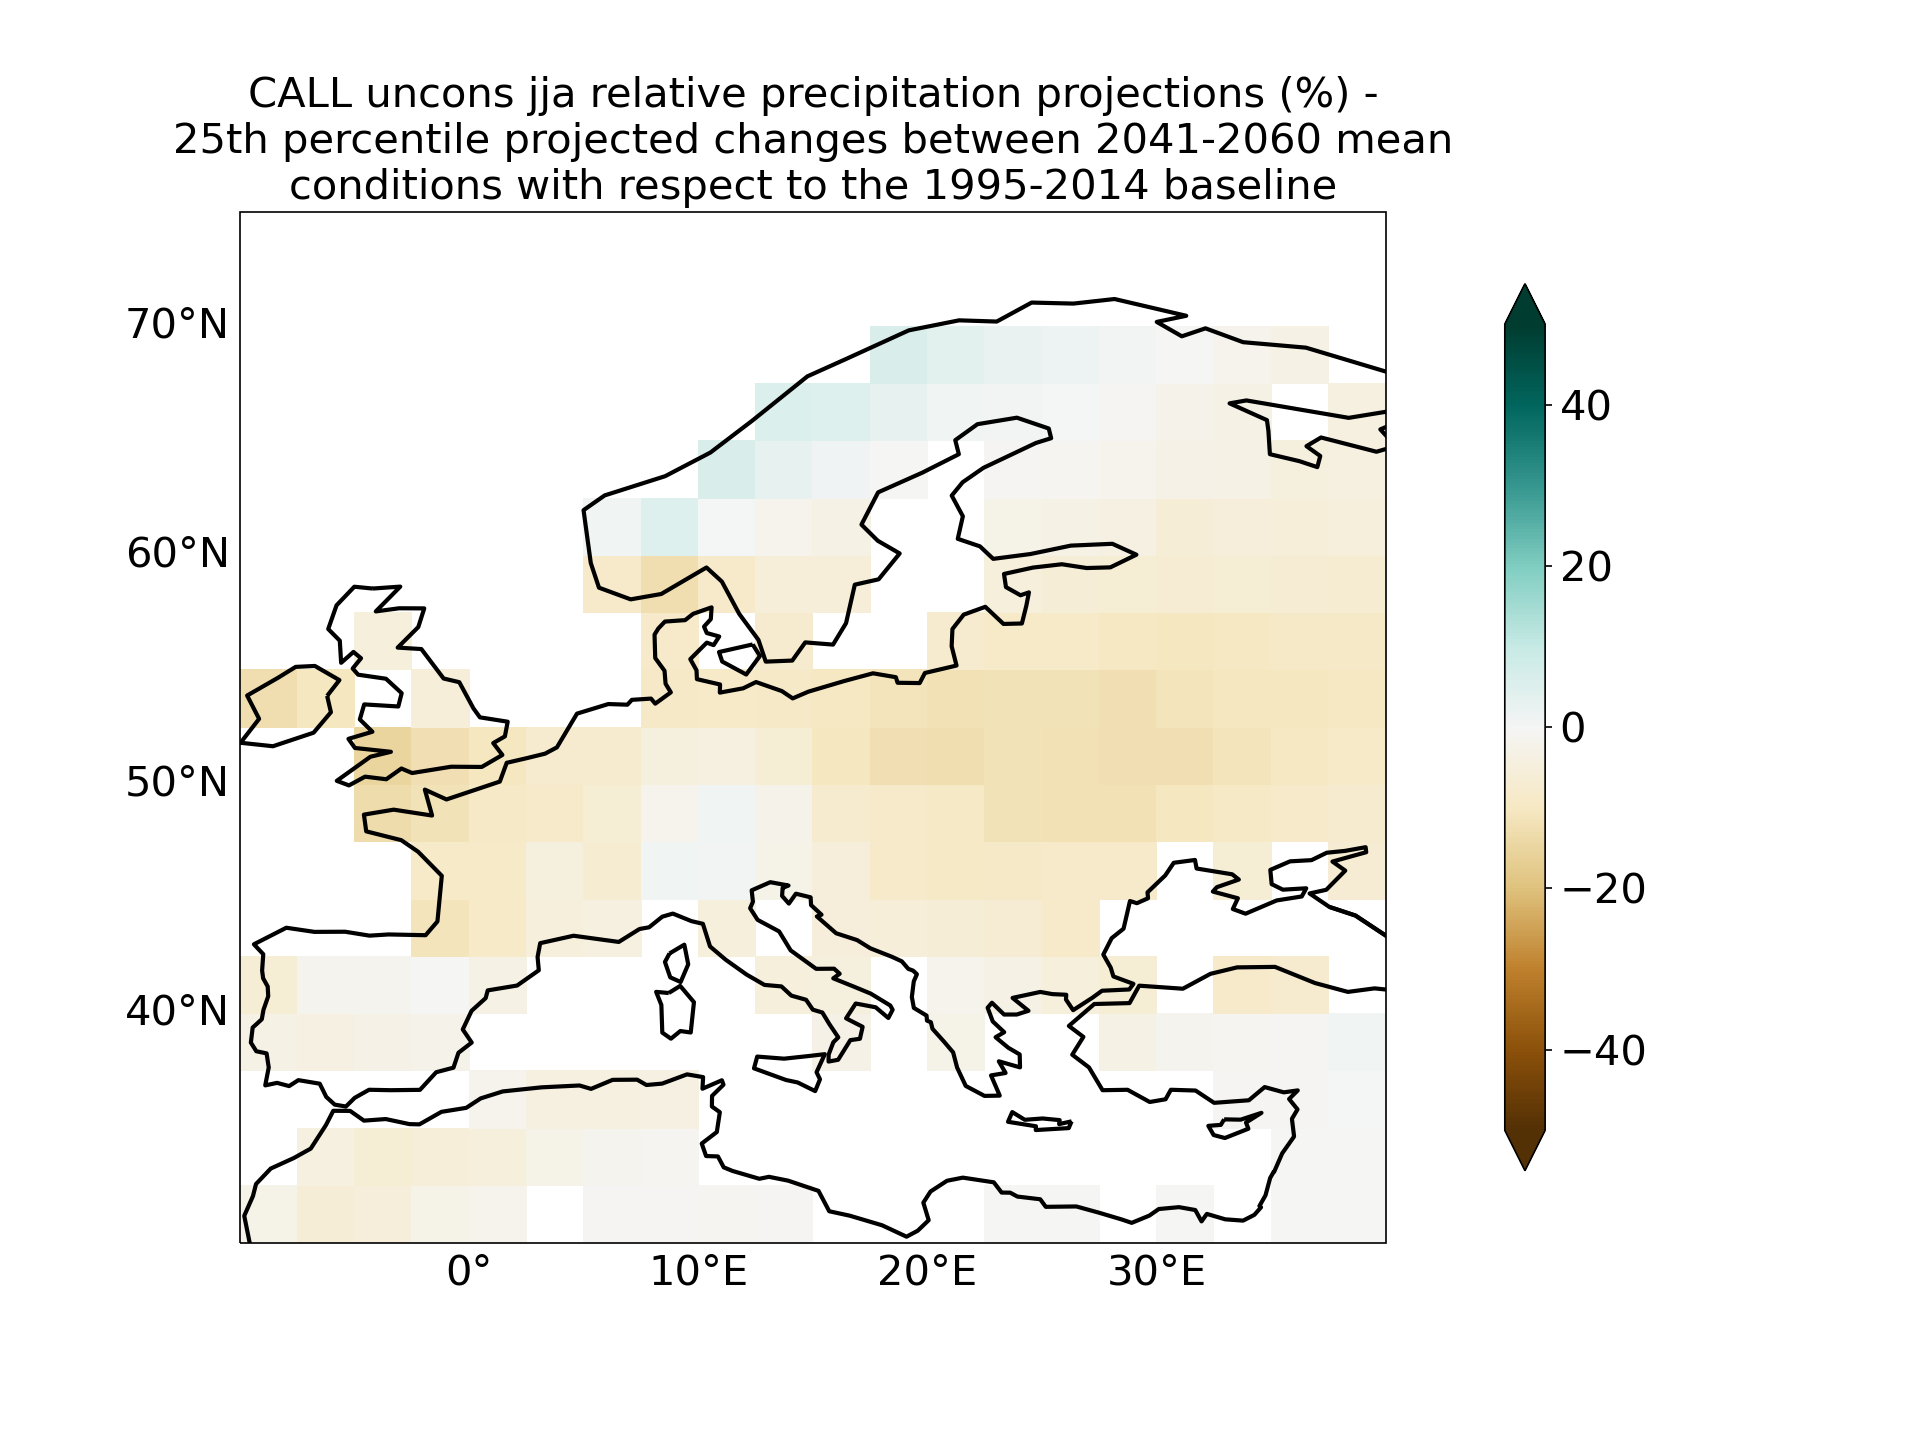 CALL uncons jja relative precipitation projections (%) -
25th percentile projected changes between 2041-2060 mean
conditions with respect to the 1995-2014 baseline
70°N
60°N
50°N
40°N
0°
10°E
20°E
30°E
40
20
0
−20
−40